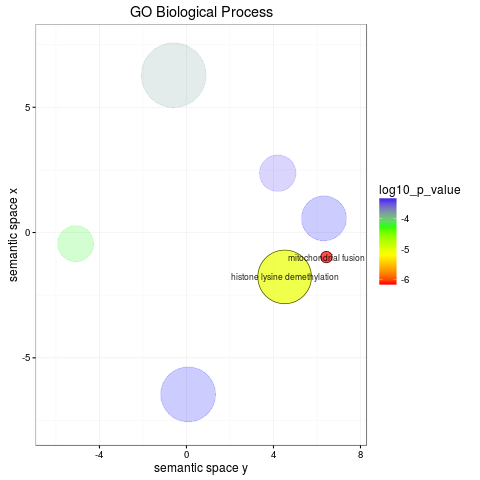 GO Biological Process
semantic space x
5
0
-5
mitochondrial fusion
histone lysine demethylation
-4
0
4
8
semantic space y
log10_p_value
-4
-5
-6